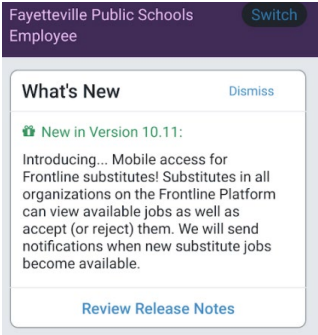 Fayetteville Public Schools
Employee
Switch
What's New
Dismiss
New in Version 10.11:
Introducing... Mobile access for
Frontline substitutes! Substitutes in all
organizations on the Frontline Platform
can view available jobs as well as
accept (or reject) them. We will send
notifications when new substitute jobs
become available.
Review Release Notes